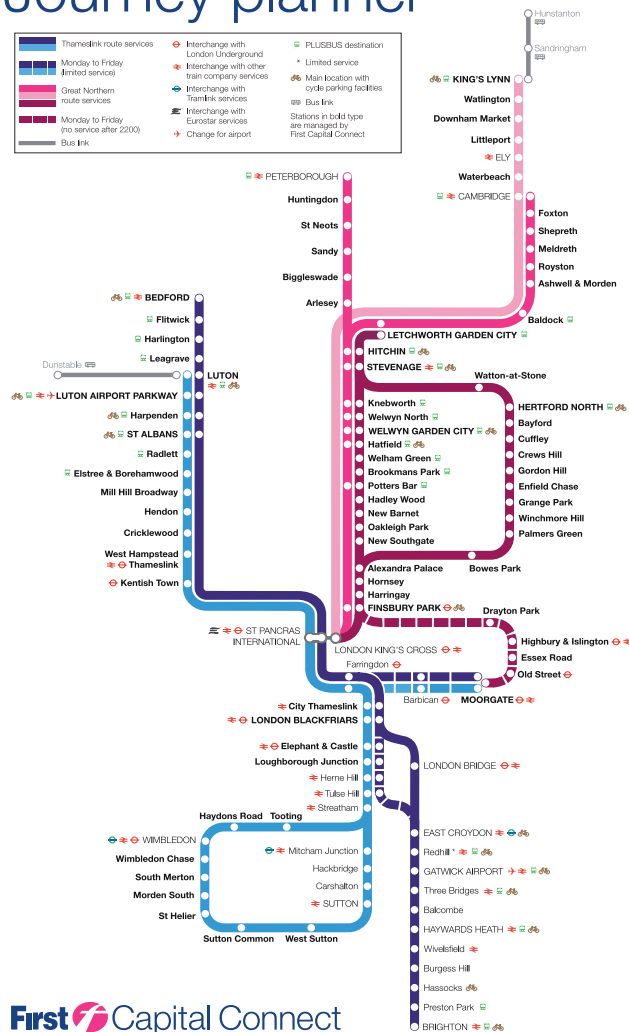 Journey planner
Thameslink route services
Monday to Friday
(limited service)
Great Northern
route services
Monday to Friday
(no service after 2200)
Bus link
Interchange with
London Underground
Interchange with other
train company services
Interchange with
Tramlink services
Interchange with
Eurostar services
Change for airport
PLUSBUS destination
* Limited service
Main location with
cycle parking facilities
Bus link
Stations in bold type
are managed by
First Capital Connect
Hunstanton
Sandringham
KING'S LYNN
Watlington
Downham Market
Littleport
ELY
Waterbeach
CAMBRIDGE
Foxton
Shepreth
Meldreth
Royston
Ashwell & Morden
Baldock
LETCHWORTH GARDEN CITY
PETERBOROUGH
Huntingdon
St Neots
Sandy
Biggleswade
Arlesey
HITCHIN
STEVENAGE
Watton-at-Stone
Knebworth
Welwyn North
WELWYN GARDEN CITY
Hatfield
Welham Green
Brookmans Park
Potters Bar
Hadley Wood
New Barnet
Oakleigh Park
New Southgate
HERTFORD NORTH
Bayford
Cuffley
Crews Hill
Gordon Hill
Enfield Chase
Grange Park
Winchmore Hill
Palmers Green
Bowes Park
Alexandra Palace
Hornsey
Harringay
FINSBURY PARK
Drayton Park
Highbury & Islington
Essex Road
Old Street
MOORGATE
BEDFORD
Flitwick
Harlington
Leagrave
Dunstable
LUTON
LUTON AIRPORT PARKWAY
Harpenden
ST ALBANS
Radlett
Elstree & Borehamwood
Mill Hill Broadway
Hendon
Cricklewood
West Hampstead
Thameslink
Kentish Town
ST PANCRAS
INTERNATIONAL
LONDON KING'S CROSS
Farringdon
Barbican
City Thameslink
LONDON BLACKFRIARS
Elephant & Castle
Loughborough Junction
Herne Hill
Tulse Hill
Streatham
Haydons Road
Tooting
WIMBLEDON
Wimbledon Chase
South Merton
Morden South
St Helier
Sutton Common
West Sutton
Mitcham Junction
Hackbridge
Carshalton
SUTTON
LONDON BRIDGE
EAST CROYDON
Redhill *
GATWICK AIRPORT
Three Bridges
Balcombe
HAYWARDS HEATH
Wivelsfield
Burgess Hill
Hassocks
Preston Park
BRIGHTON
First Capital Connect